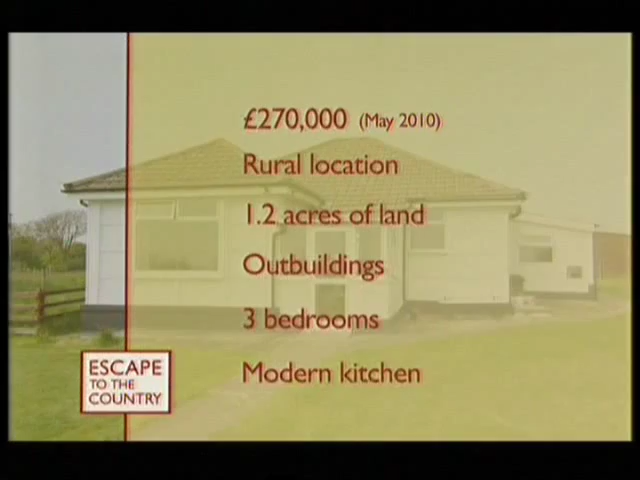 £270,000 (May 2010)
Rural location
1.2 acres of land
Outbuildings
3 bedrooms
Modern kitchen
ESCAPE
TO THE
COUNTRY